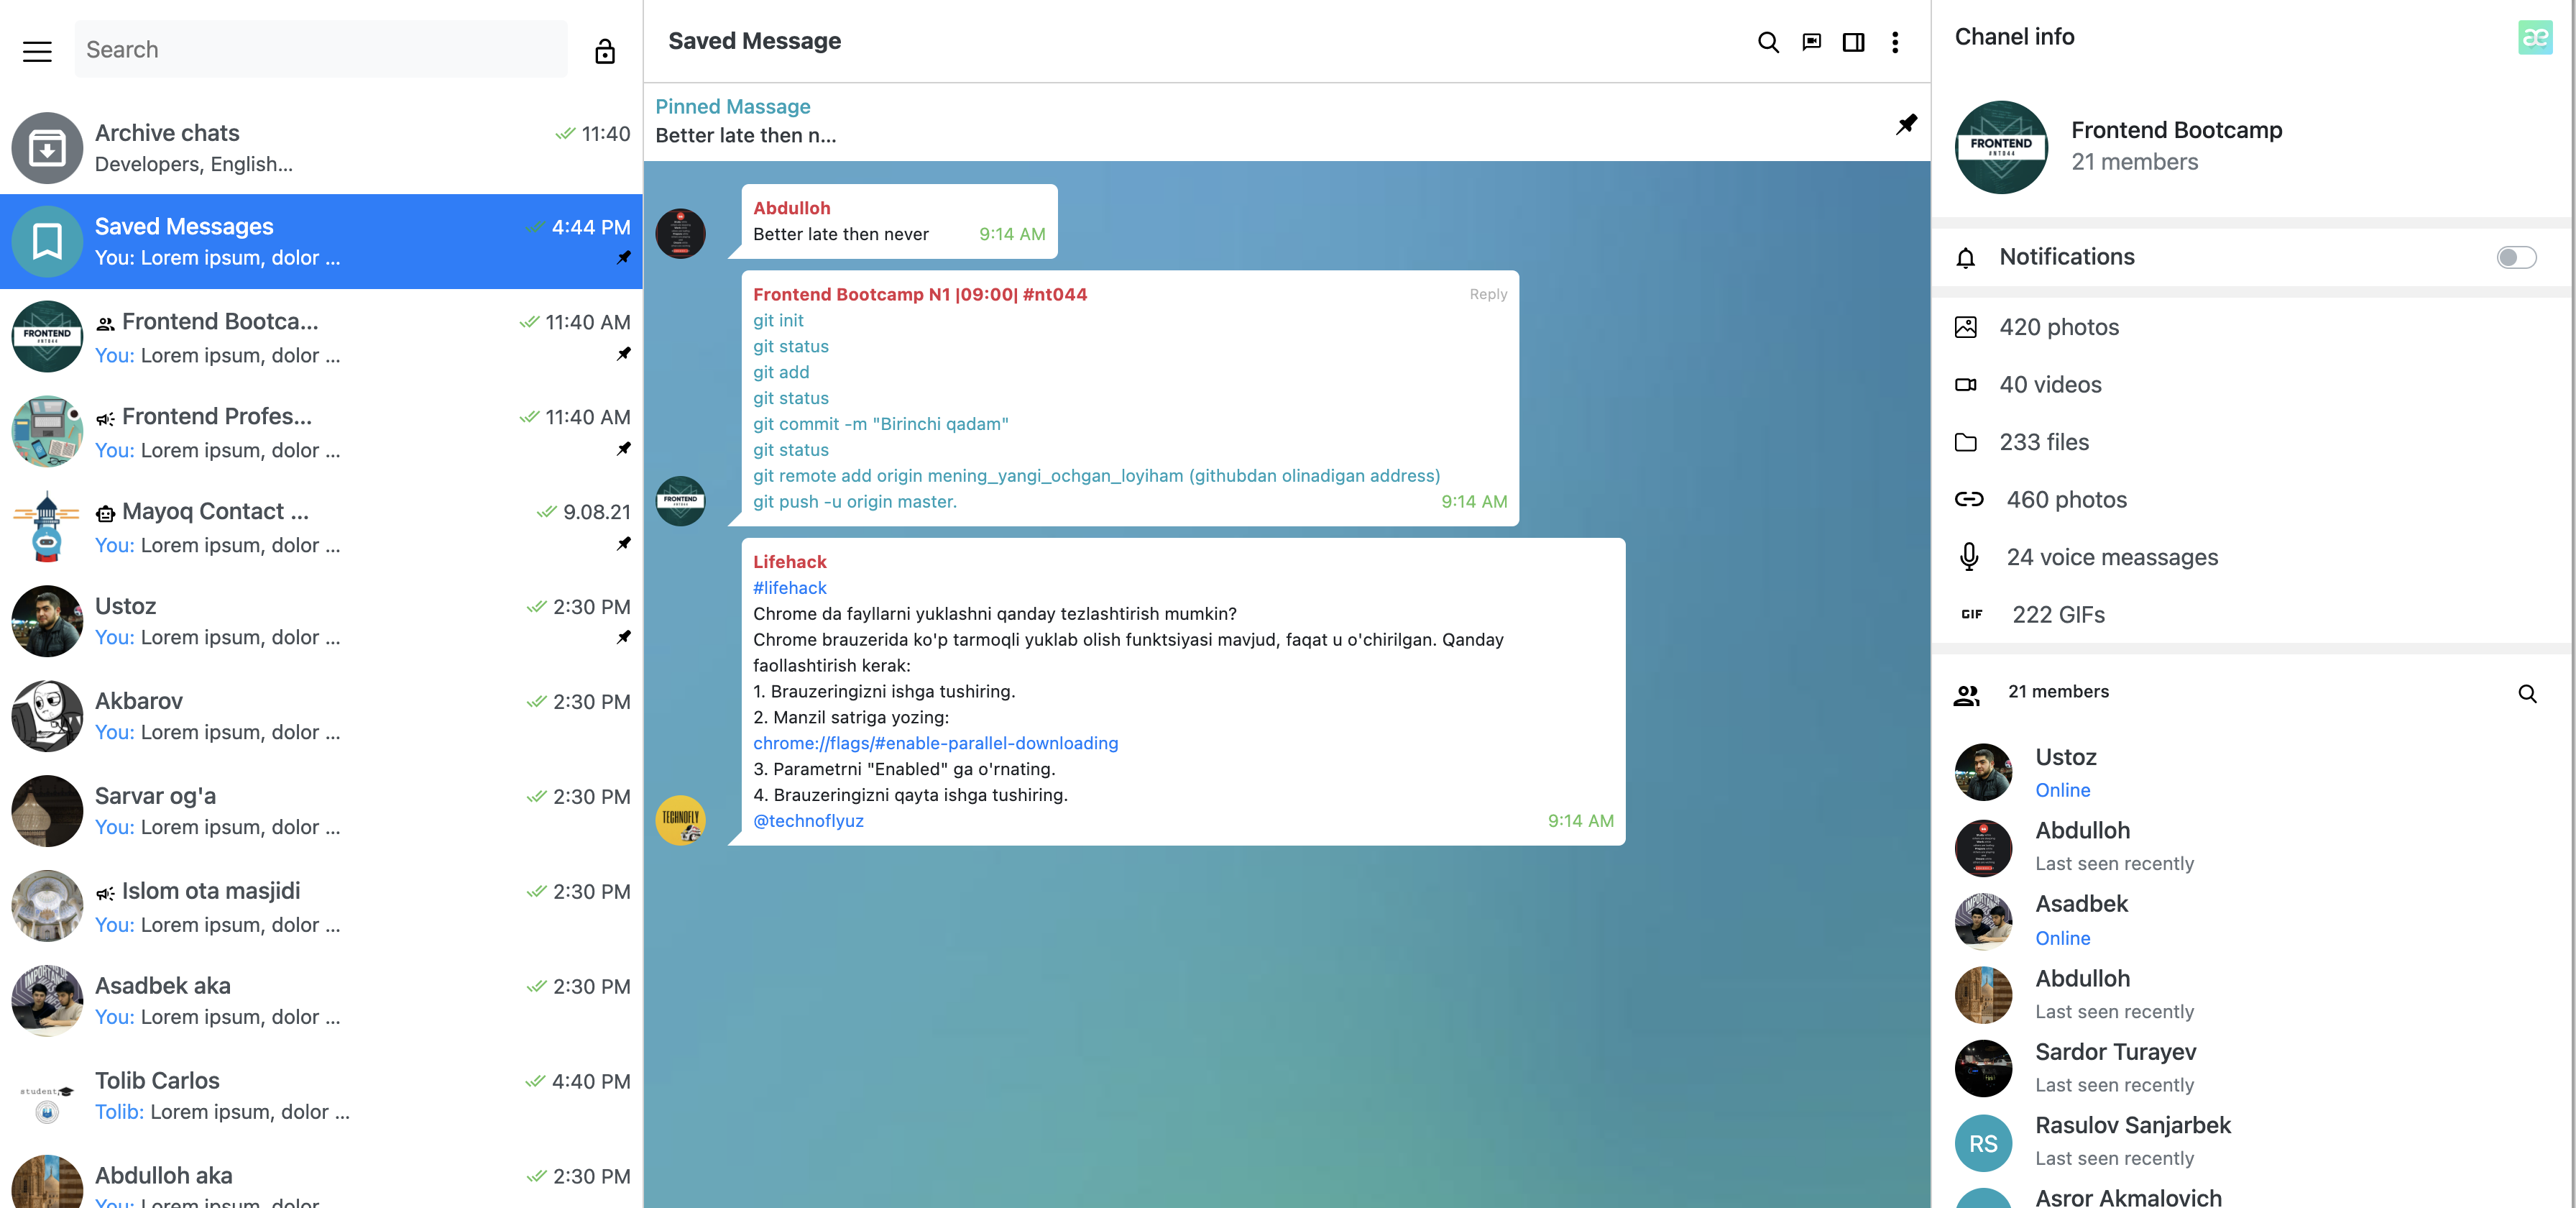 Search
Archive chats
11:40
Developers, English...
Saved Messages
4:44 PM
You: Lorem ipsum, dolor ...
FRONTEND
#NT044
Frontend Bootca...
11:40 AM
You: Lorem ipsum, dolor ...
Frontend Profes...
11:40 AM
You: Lorem ipsum, dolor ...
Mayoq Contact ...
9.08.21
You: Lorem ipsum, dolor ...
Ustoz
2:30 PM
You: Lorem ipsum, dolor ...
Akbarov
2:30 PM
You: Lorem ipsum, dolor ...
Sarvar og'a
2:30 PM
You: Lorem ipsum, dolor ...
Islom ota masjidi
2:30 PM
You: Lorem ipsum, dolor ...
Asadbek aka
2:30 PM
You: Lorem ipsum, dolor ...
student
Tolib Carlos
4:40 PM
Tolib: Lorem ipsum, dolor ...
Abdulloh aka
2:30 PM
You: Lorem ipsum, dolor
Saved Message
Pinned Massage
Better late then n...
Abdulloh
Better late then never
9:14 AM
Frontend Bootcamp N1 |09:00| #nt044
Reply
git init
git status
git add
git status
git commit -m "Birinchi qadam"
git status
git remote add origin mening_yangi_ochgan_loyiham (githubdan olinadigan address)
git push -u origin master.
9:14 AM
FRONTEND
Lifehack
#lifehack
Chrome da fayllarni yuklashni qanday tezlashtirish mumkin?
Chrome brauzerida ko'p tarmoqli yuklab olish funktsiyasi mavjud, faqat u o'chirilgan. Qanday
faollashtirish kerak:
1. Brauzeringizni ishga tushiring.
2. Manzil satriga yozing:
chrome://flags/#enable-parallel-downloading
3. Parametrni "Enabled" ga o'rnating.
4. Brauzeringizni qayta ishga tushiring.
@technoflyuz
9:14 AM
TECHNOFLY
Chanel info
æ
FRONTEND
#NT044
Frontend Bootcamp
21 members
Notifications
420 photos
40 videos
233 files
460 photos
24 voice meassages
GIF
222 GIFs
21 members
Ustoz
Online
Abdulloh
Last seen recently
Asadbek
Online
Abdulloh
Last seen recently
Sardor Turayev
Last seen recently
RS
Rasulov Sanjarbek
Last seen recently
Asror Akmalovich